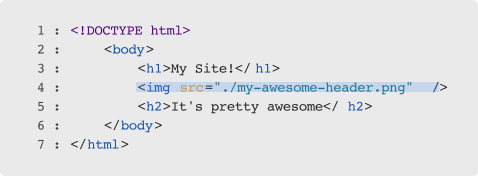 1 : <!DOCTYPE html>
2 :     <body>
3 :         <h1>My Site!</ h1>
4 :         <img src="./my-awesome-header.png"  />
5 :         <h2>It's pretty awesome</ h2>
6 :     </body>
7 : </html>